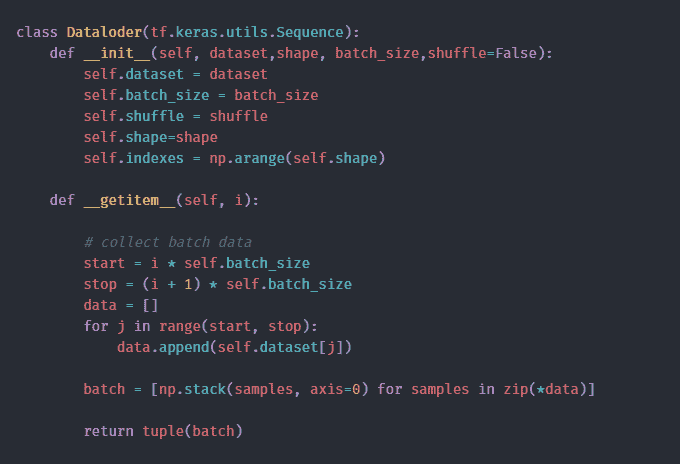 class Dataloder(tf.keras.utils.Sequence):
    def __init__(self, dataset,shape, batch_size,shuffle=False):
        self.dataset = dataset
        self.batch_size = batch_size
        self.shuffle = shuffle
        self.shape=shape
        self.indexes = np.arange(self.shape)

    def __getitem__(self, i):

        # collect batch data
        start = i * self.batch_size
        stop = (i + 1) * self.batch_size
        data = []
        for j in range(start, stop):
            data.append(self.dataset[j])

        batch = [np.stack(samples, axis=0) for samples in zip(*data)]

        return tuple(batch)